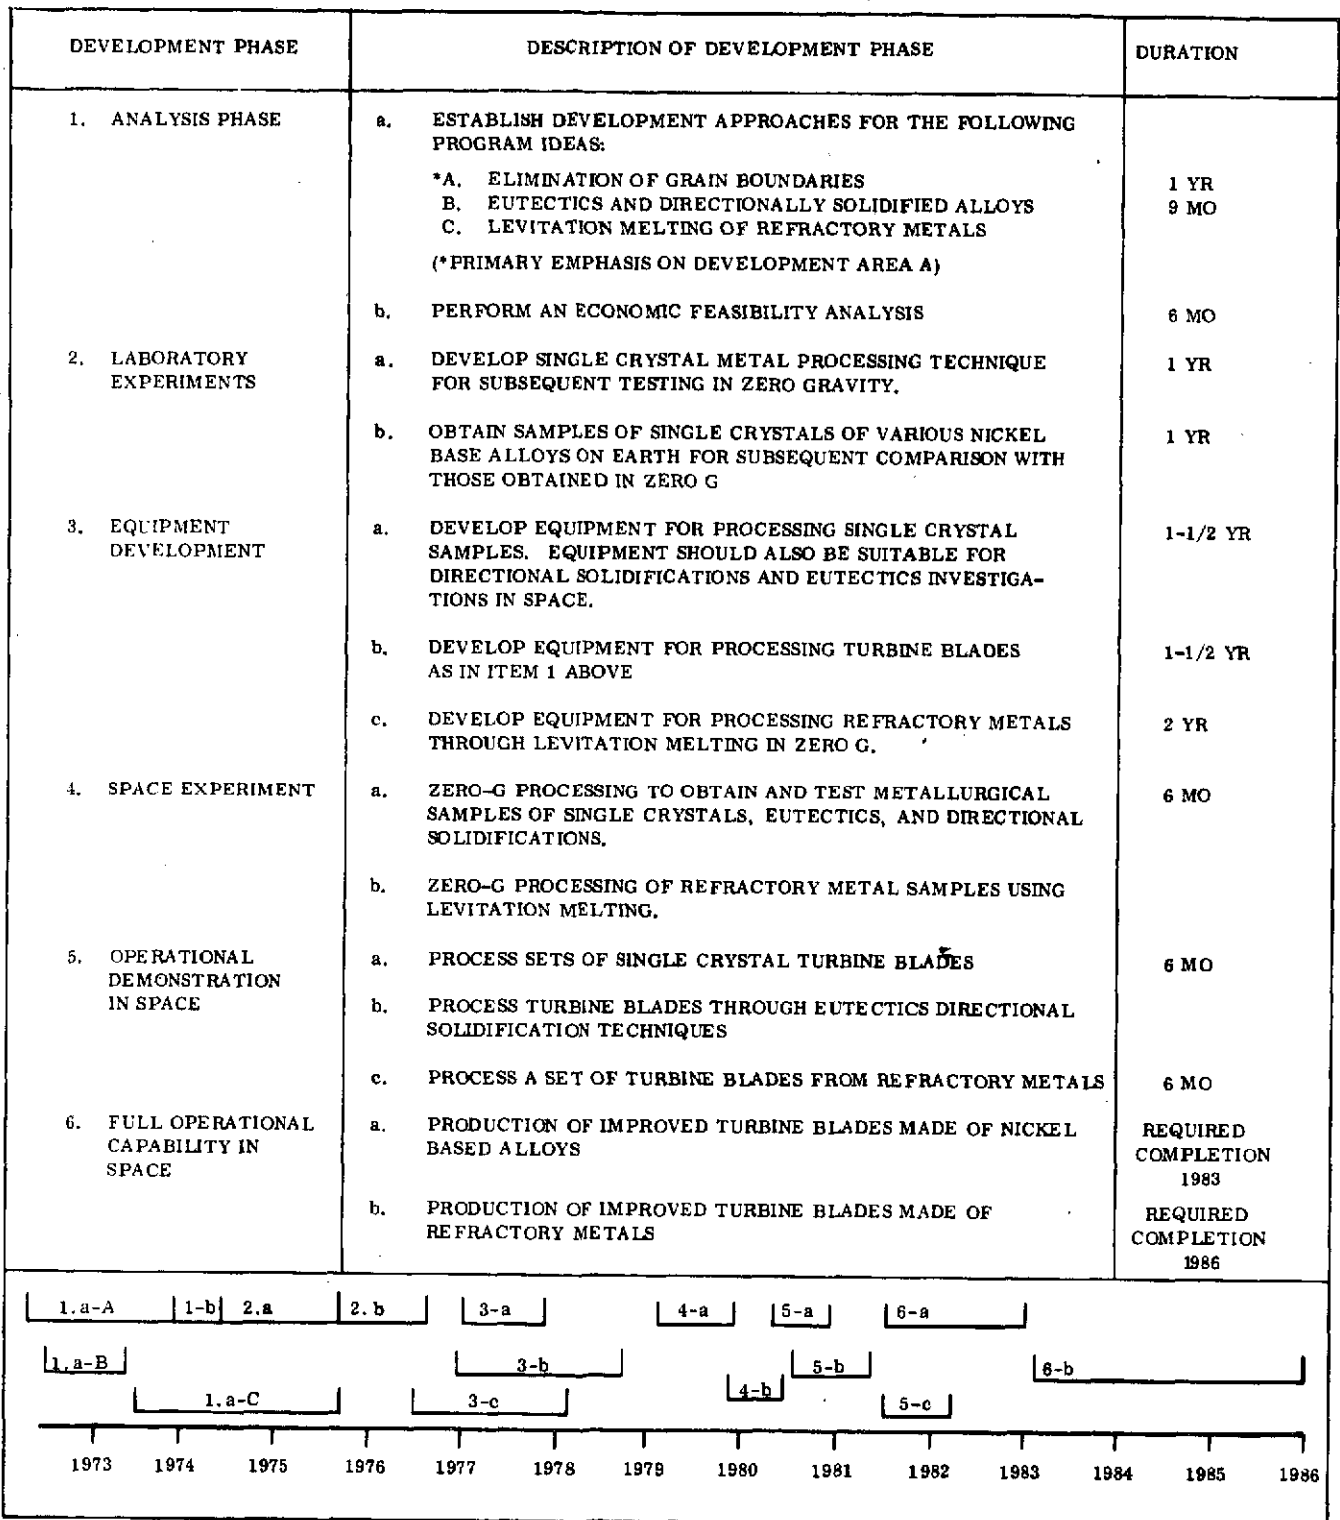 DEVELOPMENT PHASE DESCRIPTION OF DEVELOPMENT PHASE DURATION
1. ANALYSIS PHASE a. ESTABLISH DEVELOPMENT APPROACHES FOR THE FOLLOWING
PROGRAM IDEAS:
*A. ELIMINATION OF GRAIN BOUNDARIES 1 YR
B. EUTECTICS AND DIRECTIONALLY SOLIDIFIED ALLOYS 9 MO
C. LEVITATION MELTING OF REFRACTORY METALS
(*PRIMARY EMPHASIS ON DEVELOPMENT AREA A)
b. PERFORM AN ECONOMIC FEASIBILITY ANALYSIS 6 MO
2. LABORATORY a. DEVELOP SINGLE CRYSTAL METAL PROCESSING TECHNIQUE 1 YR
EXPERIMENTS FOR SUBSEQUENT TESTING IN ZERO GRAVITY.
b. OBTAIN SAMPLES OF SINGLE CRYSTALS OF VARIOUS NICKEL 1 YR
BASE ALLOYS ON EARTH FOR SUBSEQUENT COMPARISON WITH
THOSE OBTAINED IN ZERO G
3. EQUIPMENT a. DEVELOP EQUIPMENT FOR PROCESSING SINGLE CRYSTAL 1-1/2 YR
DEVELOPMENT SAMPLES. EQUIPMENT SHOULD ALSO BE SUITABLE FOR
DIRECTIONAL SOLIDIFICATIONS AND EUTECTICS INVESTIGA-
TIONS IN SPACE.
b. DEVELOP EQUIPMENT FOR PROCESSING TURBINE BLADES 1-1/2 YR
AS IN ITEM 1 ABOVE
c. DEVELOP EQUIPMENT FOR PROCESSING REFRACTORY METALS 2 YR
THROUGH LEVITATION MELTING IN ZERO G.
4. SPACE EXPERIMENT a. ZERO-G PROCESSING TO OBTAIN AND TEST METALLURGICAL 6 MO
SAMPLES OF SINGLE CRYSTALS, EUTECTICS, AND DIRECTIONAL
SOLIDIFICATIONS.
b. ZERO-G PROCESSING OF REFRACTORY METAL SAMPLES USING
LEVITATION MELTING.
5. OPERATIONAL a. PROCESS SETS OF SINGLE CRYSTAL TURBINE BLADES 6 MO
DEMONSTRATION
IN SPACE b. PROCESS TURBINE BLADES THROUGH EUTECTICS DIRECTIONAL
SOLIDIFICATION TECHNIQUES
c. PROCESS A SET OF TURBINE BLADES FROM REFRACTORY METALS 6 MO
6. FULL OPERATIONAL a. PRODUCTION OF IMPROVED TURBINE BLADES MADE OF NICKEL REQUIRED
CAPABILITY IN BASED ALLOYS COMPLETION
SPACE 1983
b. PRODUCTION OF IMPROVED TURBINE BLADES MADE OF REQUIRED
REFRACTORY METALS COMPLETION
1986
1.a-A 1-b 2.a 2.b 3-a 4-a 5-a 6-a
1.a-B 3-b 5-b 6-b
1.a-C 3-c 4-b 5-c
1973 1974 1975 1976 1977 1978 1979 1980 1981 1982 1983 1984 1985 1986